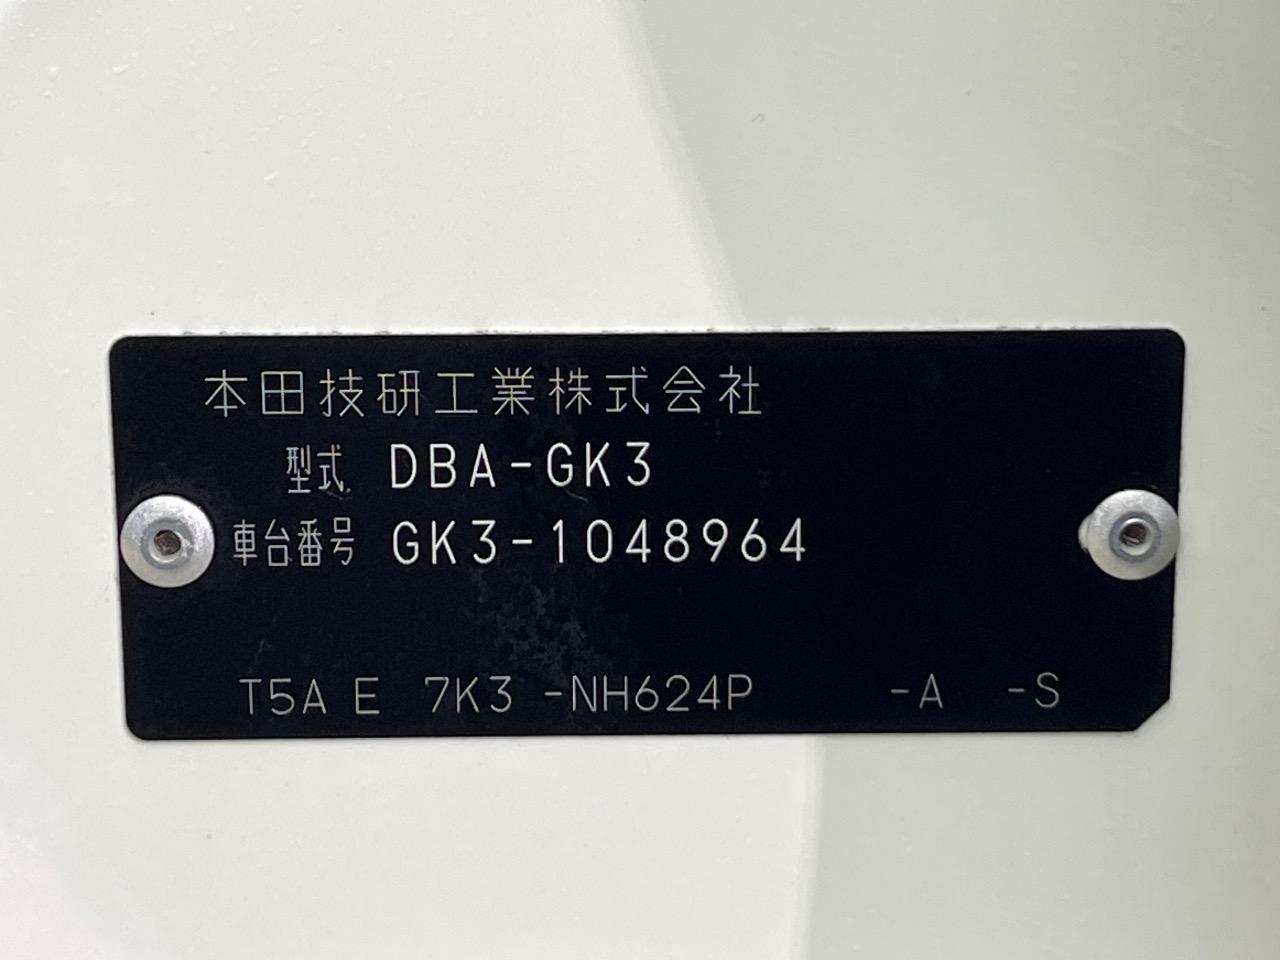 本田技研工業株式会社
型式 DBA-GK3
車台番号 GK3-1048964
T5A E 7K3 -NH624P -A -S